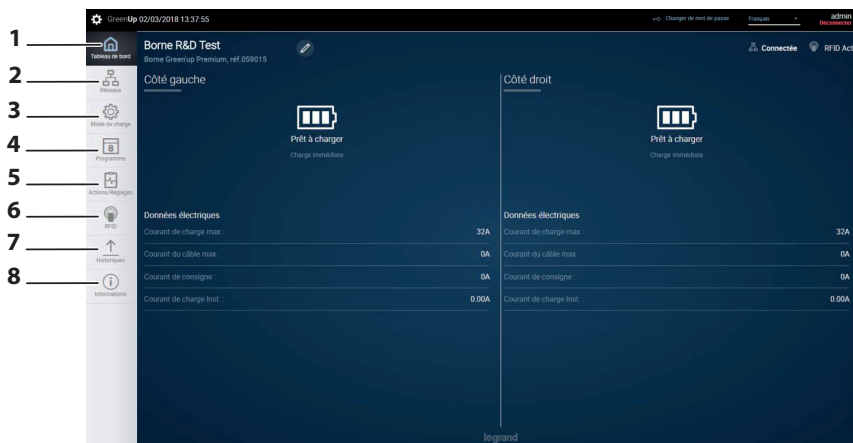 GreenUp 02/03/2018 13:37:55
Changer de mot de passe
Français
admin
Déconnecter
1
Tableau de bord
2
Réseaux
3
Mode de charge
4
8
Programme
5
Actions/Réglages
6
RFID
7
Historiques
8
Informations
Borne R&D Test
Borne Green'up Premium, réf.059015
Connectée
RFID Act
Côté gauche
Prêt à charger
Charge immédiate
Données électriques
Courant de charge max : 32A
Courant du câble max : 0A
Courant de consigne : 0A
Courant de charge Inst. : 0.00A
Côté droit
Prêt à charger
Charge immédiate
Données électriques
Courant de charge max : 32A
Courant du câble max : 0A
Courant de consigne : 0A
Courant de charge Inst. : 0.00A
legrand